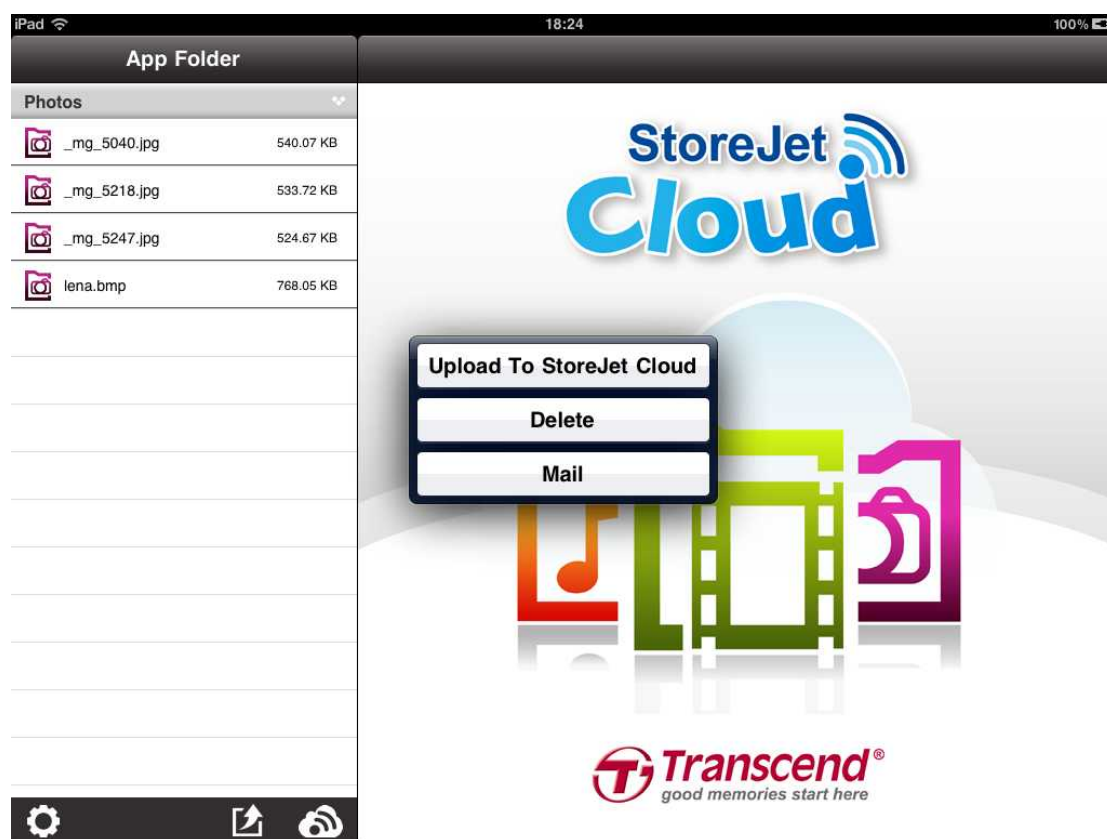 iPad 18:24 100%
App Folder
Photos
_mg_5040.jpg 540.07 KB
_mg_5218.jpg 533.72 KB
_mg_5247.jpg 524.67 KB
lena.bmp 768.05 KB
StoreJet
Cloud
Upload To StoreJet Cloud
Delete
Mail
Transcend®
good memories start here